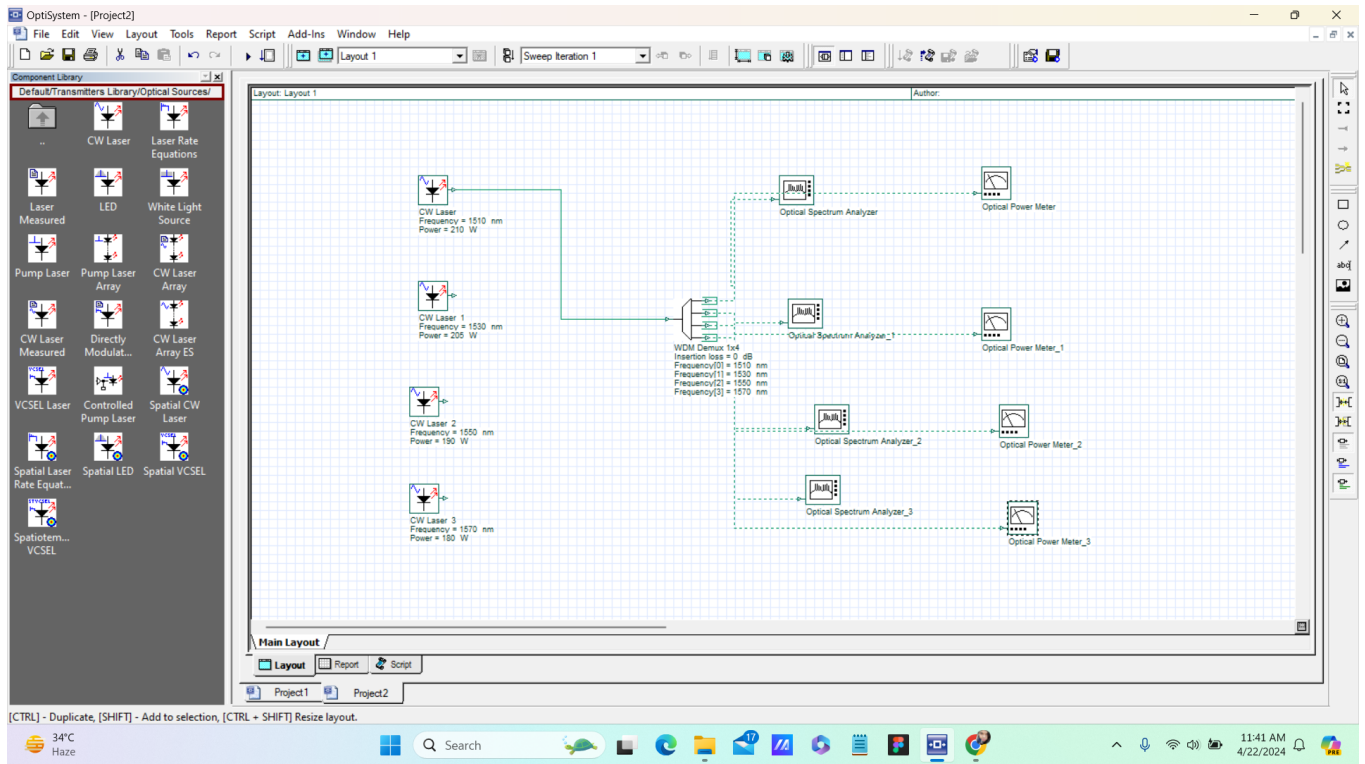 OptiSystem - [Project2]
File Edit View Layout Tools Report Script Add-Ins Window Help
Layout 1
Sweep Iteration 1
Component Library
Default/Transmitters Library/Optical Sources/
..
CW Laser
Laser Rate
Equations
Laser
Measured
LED
White Light
Source
Pump Laser
Pump Laser
Array
CW Laser
Array
CW Laser
Measured
Directly
Modulat...
CW Laser
Array ES
VCSEL Laser
Controlled
Pump Laser
Spatial CW
Laser
Spatial Laser
Rate Equat...
Spatial LED
Spatial VCSEL
Spatiotem...
VCSEL
Layout: Layout 1
Author:
CW Laser
Frequency = 1510 nm
Power = 210 W
CW Laser 1
Frequency = 1530 nm
Power = 205 W
CW Laser 2
Frequency = 1550 nm
Power = 190 W
CW Laser 3
Frequency = 1570 nm
Power = 180 W
WDM Demux 1x4
Insertion loss = 0 dB
Frequency[0] = 1510 nm
Frequency[1] = 1530 nm
Frequency[2] = 1550 nm
Frequency[3] = 1570 nm
Optical Spectrum Analyzer
Optical Power Meter
Optical Spectrum Analyzer_1
Optical Power Meter_1
Optical Spectrum Analyzer_2
Optical Power Meter_2
Optical Spectrum Analyzer_3
Optical Power Meter_3
abc
Main Layout
Layout Report Script
Project1 Project2
[CTRL] - Duplicate, [SHIFT] - Add to selection, [CTRL + SHIFT] Resize layout.
34°C
Haze
Search
17
11:41 AM
4/22/2024
PRE